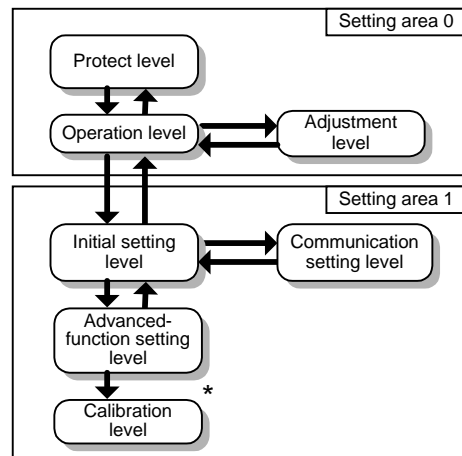 Setting area 0
Protect level
Operation level
Adjustment
level
Setting area 1
Initial setting
level
Communication
setting level
Advanced-
function setting
level
*
Calibration
level